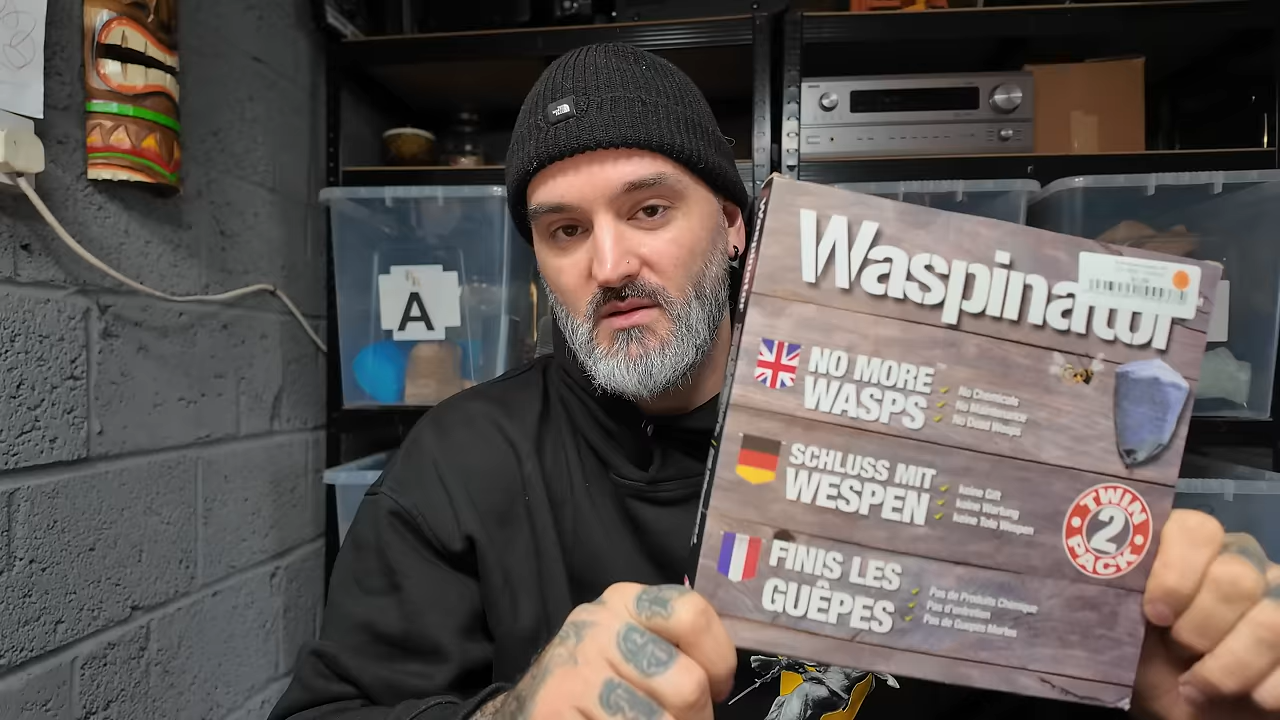 Waspinator
NO MORE
WASPS
No Chemicals
No Maintenance
No Dead Wasps
SCHLUSS MIT
WESPEN
keine Gift
keine Wartung
keine Tote Wespen
TWIN
2
PACK
FINIS LES
GUÊPES
Pas de Produits Chimique
Pas d'entretien
Pas de Guepes Mortes
A